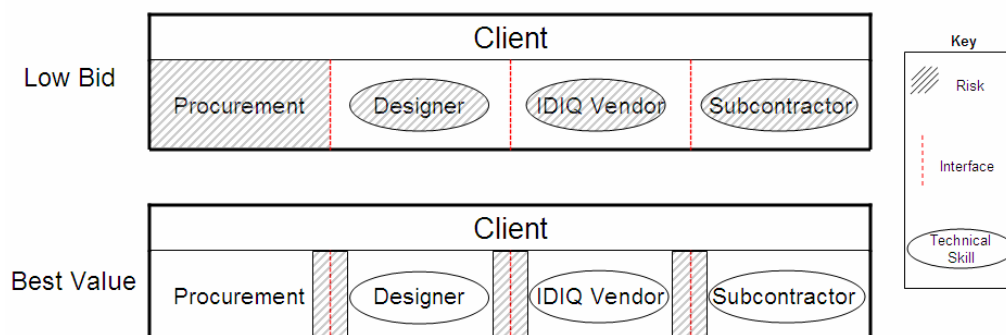 Client
Key
Low Bid
Procurement
Designer
IDIQ Vendor
Subcontractor
Risk
Interface
Client
Technical
Skill
Best Value
Procurement
Designer
IDIQ Vendor
Subcontractor